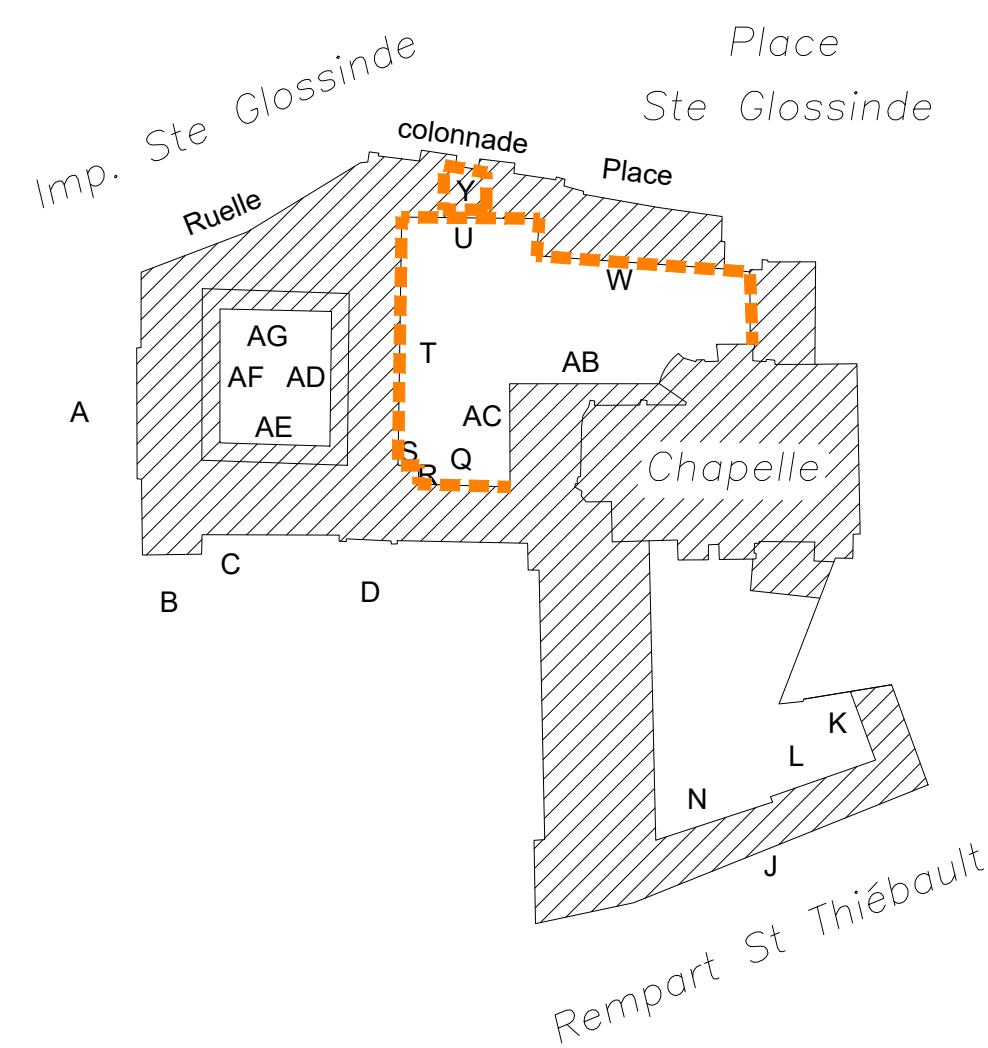 Place
Ste Glossinde
Imp. Ste Glossinde
colonnade
Place
Ruelle
Y
U
W
AG
T
AB
AF AD
A
AC
AE
S
Q
R
Chapelle
C
D
B
K
L
N
J
Rempart St Thiébault